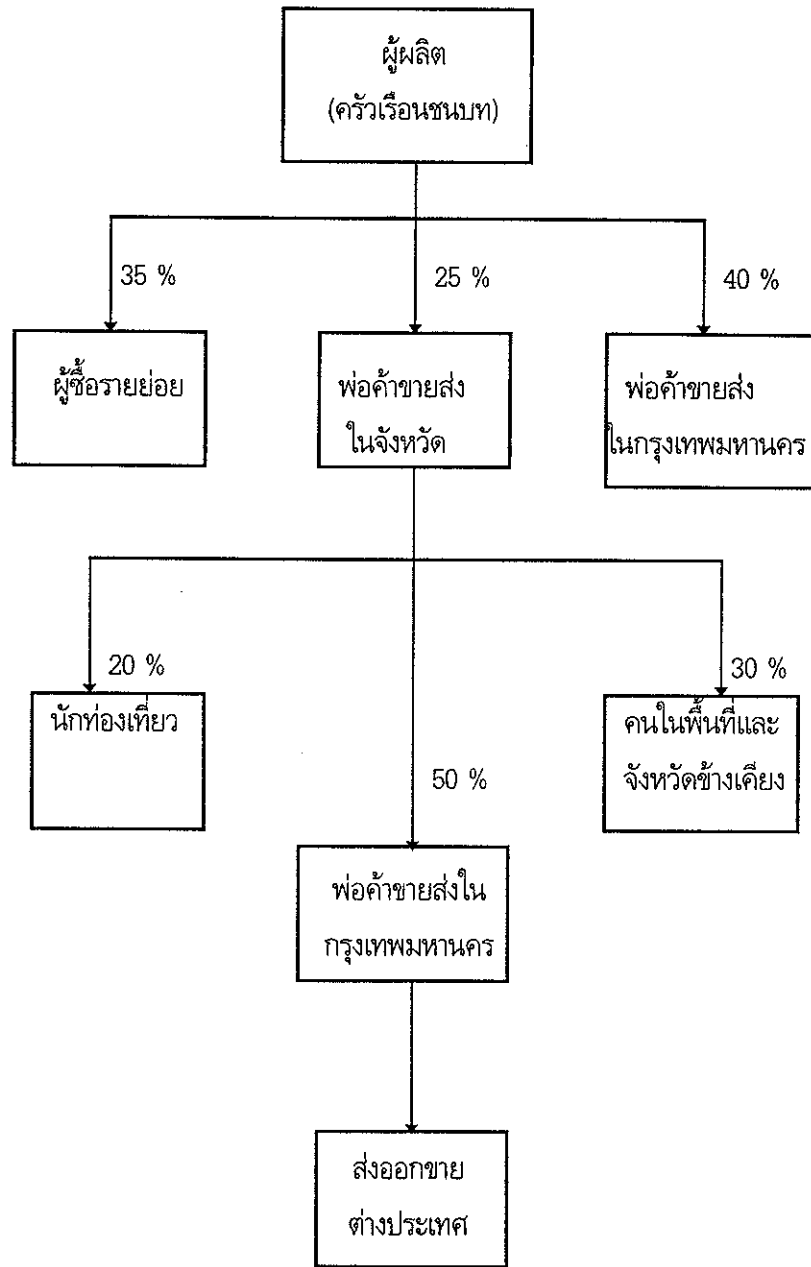 ผู้ผลิต
(ครัวเรือนชนบท)
35 %
25 %
40 %
ผู้ซื้อรายย่อย
พ่อค้าขายส่ง
ในจังหวัด
พ่อค้าขายส่ง
ในกรุงเทพมหานคร
20 %
30 %
นักท่องเที่ยว
คนในพื้นที่และ
จังหวัดข้างเคียง
50 %
พ่อค้าขายส่งใน
กรุงเทพมหานคร
ส่งออกขาย
ต่างประเทศ